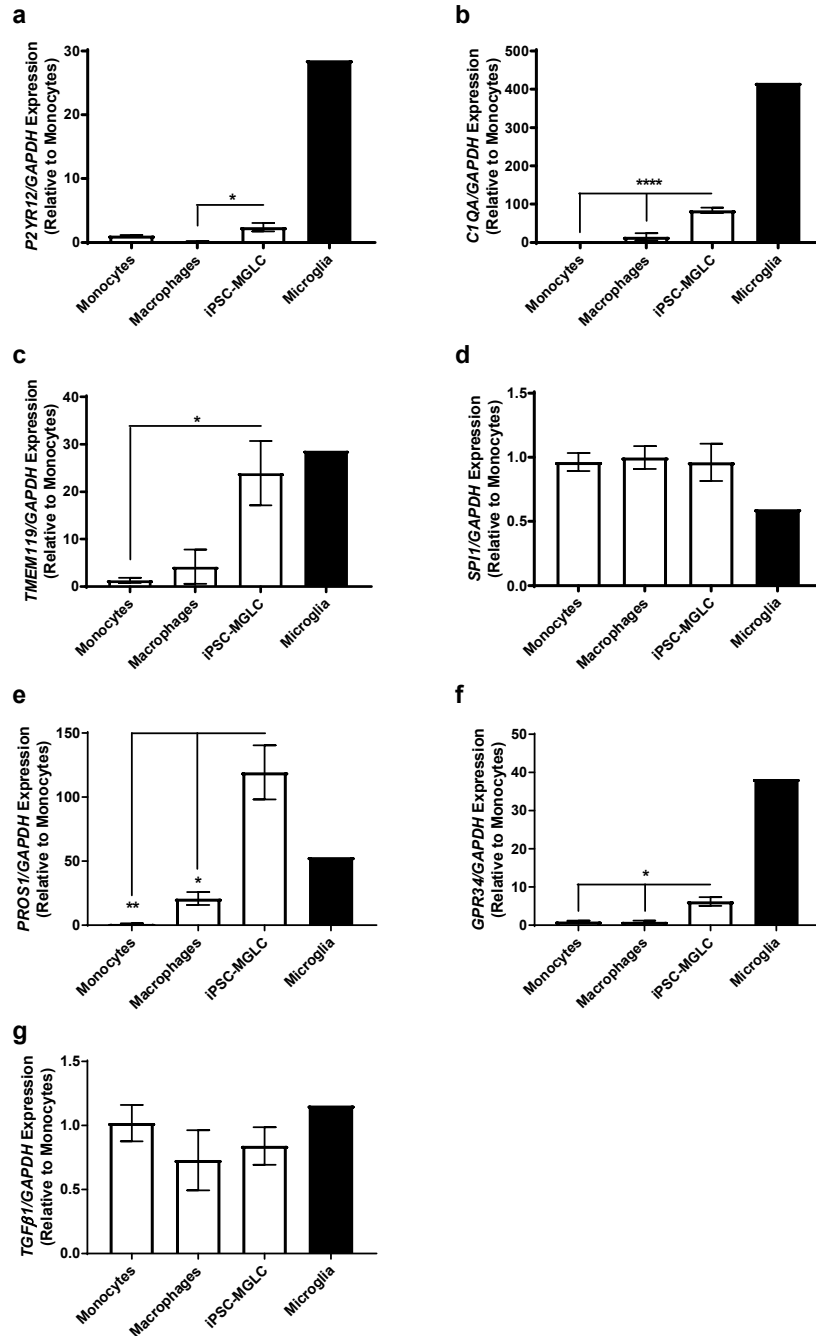 a
P2YR12/GAPDH Expression
(Relative to Monocytes)
30
20
10
0
*
Monocytes
Macrophages
iPSC-MGLC
Microglia
b
C1QA/GAPDH Expression
(Relative to Monocytes)
500
400
300
200
100
0
****
Monocytes
Macrophages
iPSC-MGLC
Microglia
c
TMEM119/GAPDH Expression
(Relative to Monocytes)
40
30
20
10
0
*
Monocytes
Macrophages
iPSC-MGLC
Microglia
d
SPI1/GAPDH Expression
(Relative to Monocytes)
1.5
1.0
0.5
0.0
Monocytes
Macrophages
iPSC-MGLC
Microglia
e
PROS1/GAPDH Expression
(Relative to Monocytes)
150
100
50
0
**
*
Monocytes
Macrophages
iPSC-MGLC
Microglia
f
GPR34/GAPDH Expression
(Relative to Monocytes)
50
40
30
20
10
0
*
Monocytes
Macrophages
iPSC-MGLC
Microglia
g
TGFβ1/GAPDH Expression
(Relative to Monocytes)
1.5
1.0
0.5
0.0
Monocytes
Macrophages
iPSC-MGLC
Microglia